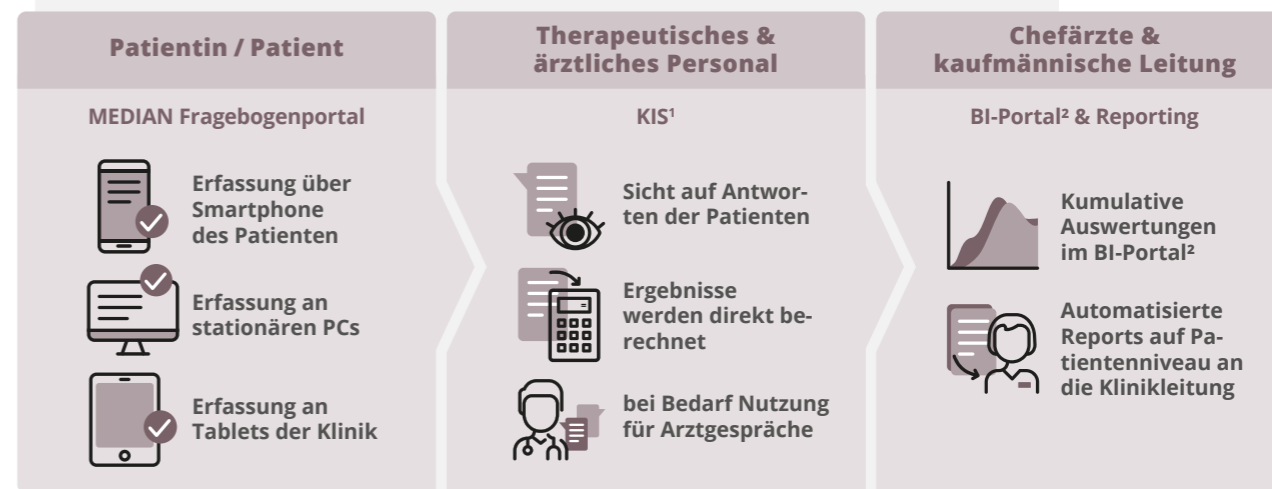 Patientin / Patient
MEDIAN Fragebogenportal
Erfassung über
Smartphone
des Patienten
Erfassung an
stationären PCs
Erfassung an
Tablets der Klinik
Therapeutisches &
ärztliches Personal
KIS¹
Sicht auf Antwor-
ten der Patienten
Ergebnisse
werden direkt be-
rechnet
bei Bedarf Nutzung
für Arztgespräche
Chefärzte &
kaufmännische Leitung
BI-Portal² & Reporting
Kumulative
Auswertungen
im BI-Portal²
Automatisierte
Reports auf Pa-
tientenniveau an
die Klinikleitung